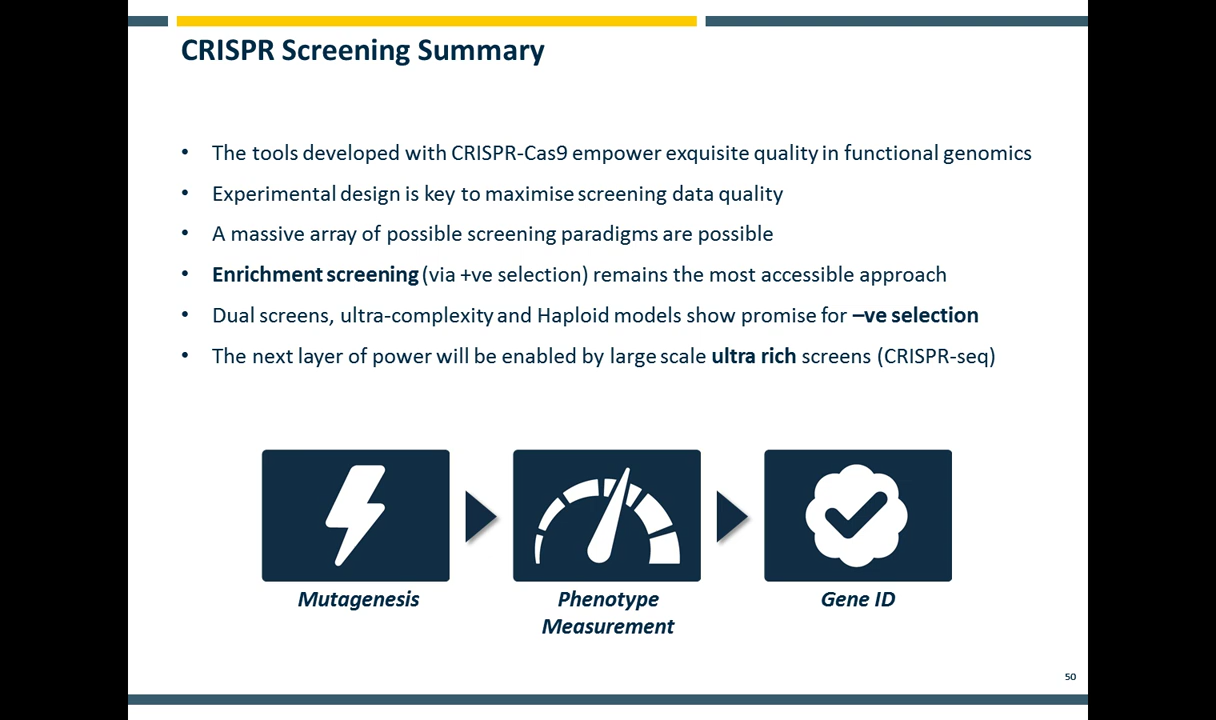 CRISPR Screening Summary
• The tools developed with CRISPR-Cas9 empower exquisite quality in functional genomics
• Experimental design is key to maximise screening data quality
• A massive array of possible screening paradigms are possible
• Enrichment screening (via +ve selection) remains the most accessible approach
• Dual screens, ultra-complexity and Haploid models show promise for –ve selection
• The next layer of power will be enabled by large scale ultra rich screens (CRISPR-seq)
Mutagenesis
Phenotype
Measurement
Gene ID
50